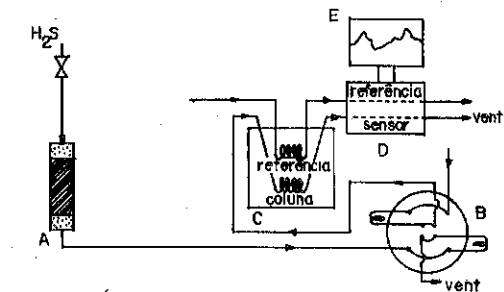 E
H₂S
referência
sensor
vent
D
referência
coluna
C
B
A
vent